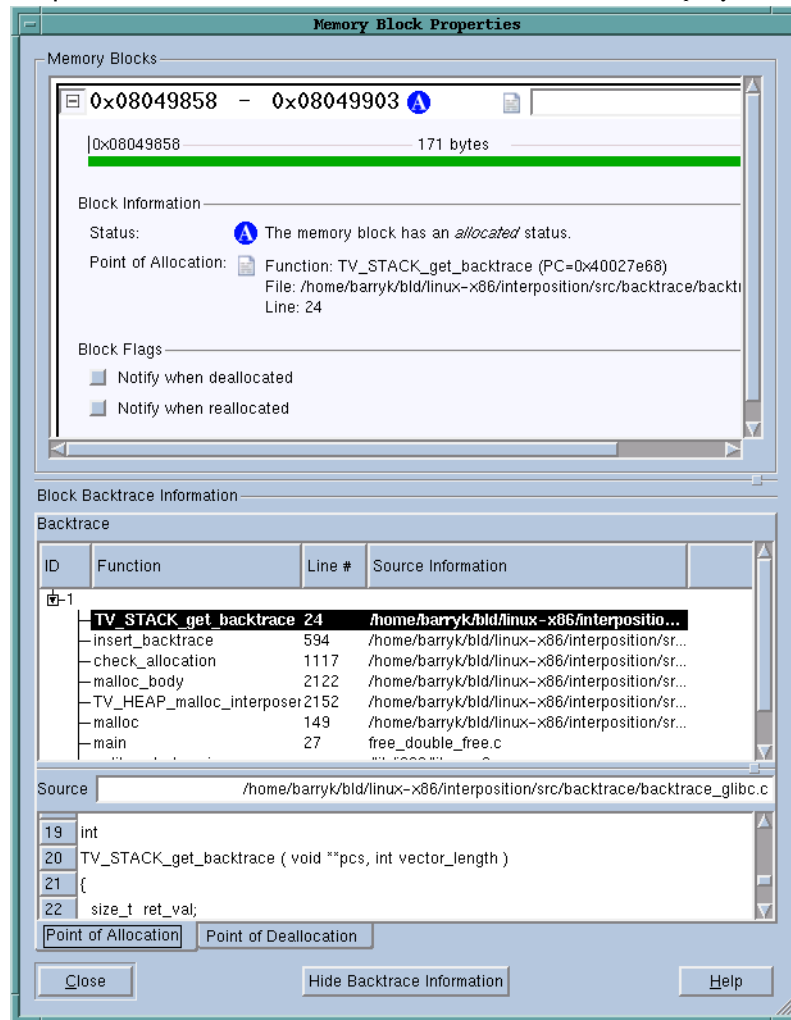 Memory Block Properties
Memory Blocks
0x08049858 - 0x08049903 A
0x08049858 171 bytes
Block Information
Status: A The memory block has an allocated status.
Point of Allocation: Function: TV_STACK_get_backtrace (PC=0x40027e68)
File: /home/barryk/bld/linux-x86/interposition/src/backtrace/backtr
Line: 24
Block Flags
Notify when deallocated
Notify when reallocated
Block Backtrace Information
Backtrace
ID Function Line # Source Information
1
TV_STACK_get_backtrace 24 /home/barryk/bld/linux-x86/interpositio...
insert_backtrace 594 /home/barryk/bld/linux-x86/interposition/sr...
check_allocation 1117 /home/barryk/bld/linux-x86/interposition/sr...
malloc_body 2122 /home/barryk/bld/linux-x86/interposition/sr...
TV_HEAP_malloc_interposer 2152 /home/barryk/bld/linux-x86/interposition/sr...
malloc 149 /home/barryk/bld/linux-x86/interposition/sr...
main 27 free_double_free.c
Source /home/barryk/bld/linux-x86/interposition/src/backtrace/backtrace_glibc.c
19 int
20 TV_STACK_get_backtrace ( void **pcs, int vector_length )
21 {
22 size_t ret_val;
Point of Allocation Point of Deallocation
Close Hide Backtrace Information Help